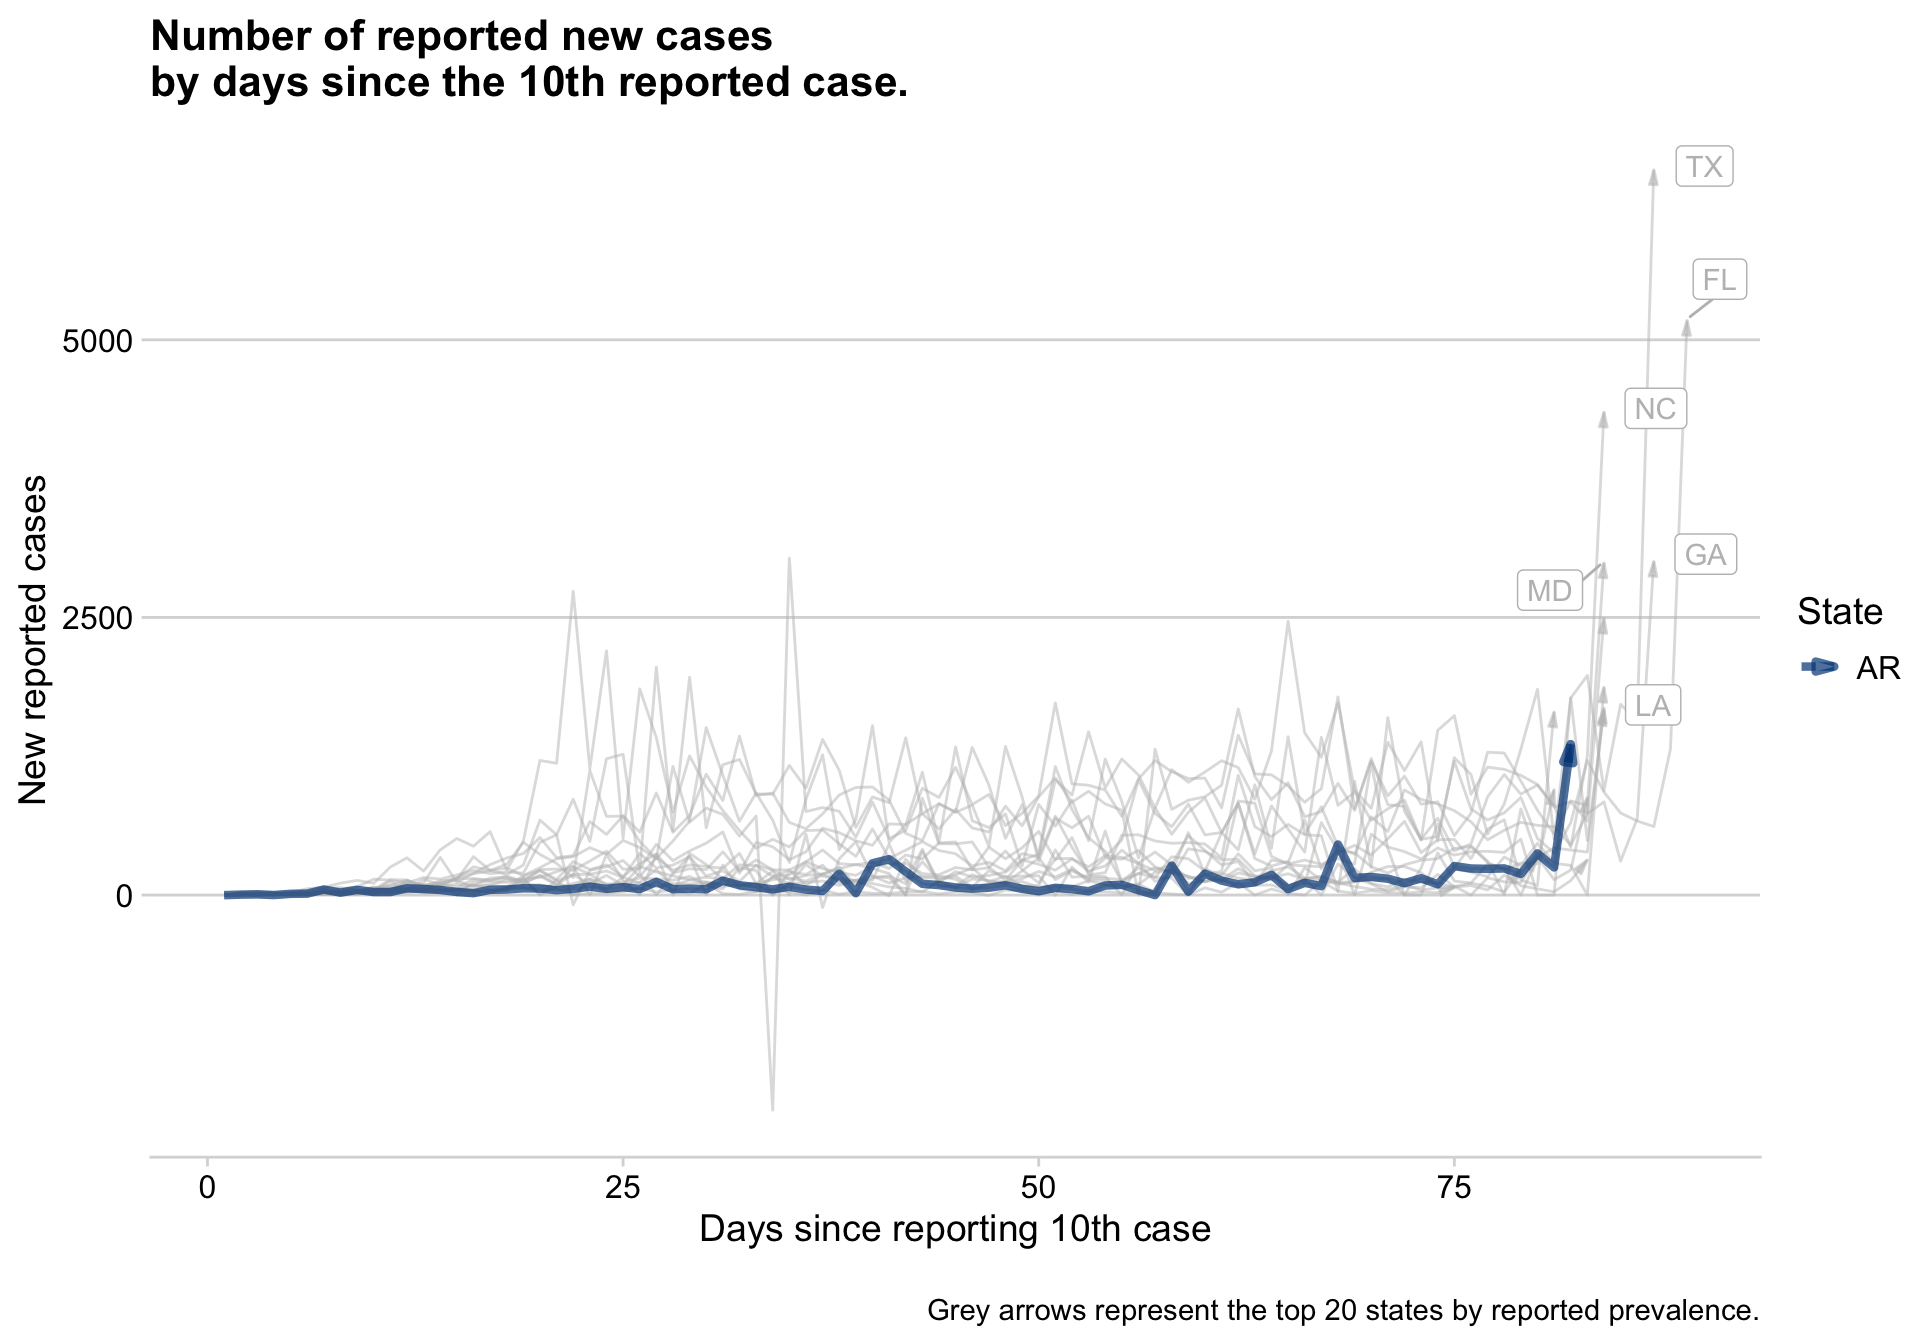 Number of reported new cases
by days since the 10th reported case.
TX
FL
5000
NC
GA
MD
2500
LA
0
New reported cases
State
AR
0 25 50 75
Days since reporting 10th case
Grey arrows represent the top 20 states by reported prevalence.